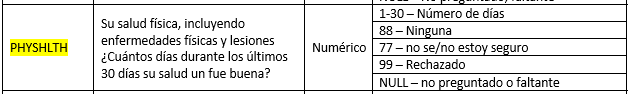 NULL – No preguntado, faltante
PHYSHLTH
Su salud física, incluyendo
enfermedades físicas y lesiones
¿Cuántos días durante los últimos
30 días su salud un fue buena?
Numérico
1-30 – Número de días
88 – Ninguna
77 – no se/no estoy seguro
99 – Rechazado
NULL – no preguntado o faltante